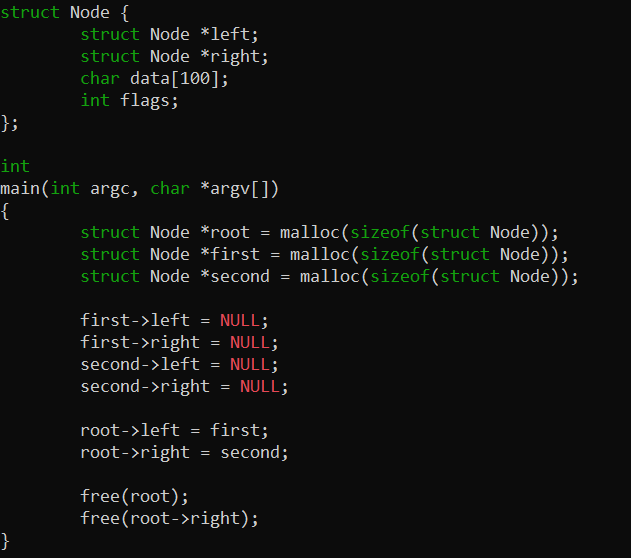 struct Node {
        struct Node *left;
        struct Node *right;
        char data[100];
        int flags;
};

int
main(int argc, char *argv[])
{
        struct Node *root = malloc(sizeof(struct Node));
        struct Node *first = malloc(sizeof(struct Node));
        struct Node *second = malloc(sizeof(struct Node));

        first->left = NULL;
        first->right = NULL;
        second->left = NULL;
        second->right = NULL;

        root->left = first;
        root->right = second;

        free(root);
        free(root->right);
}